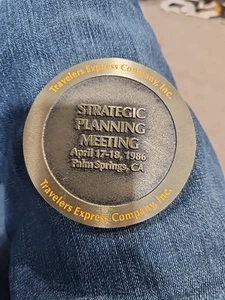 Travelers Express Company, Inc.
STRATEGIC
PLANNING
MEETING
April 17-18, 1986
Palm Springs, CA
Travelers Express Company, Inc.